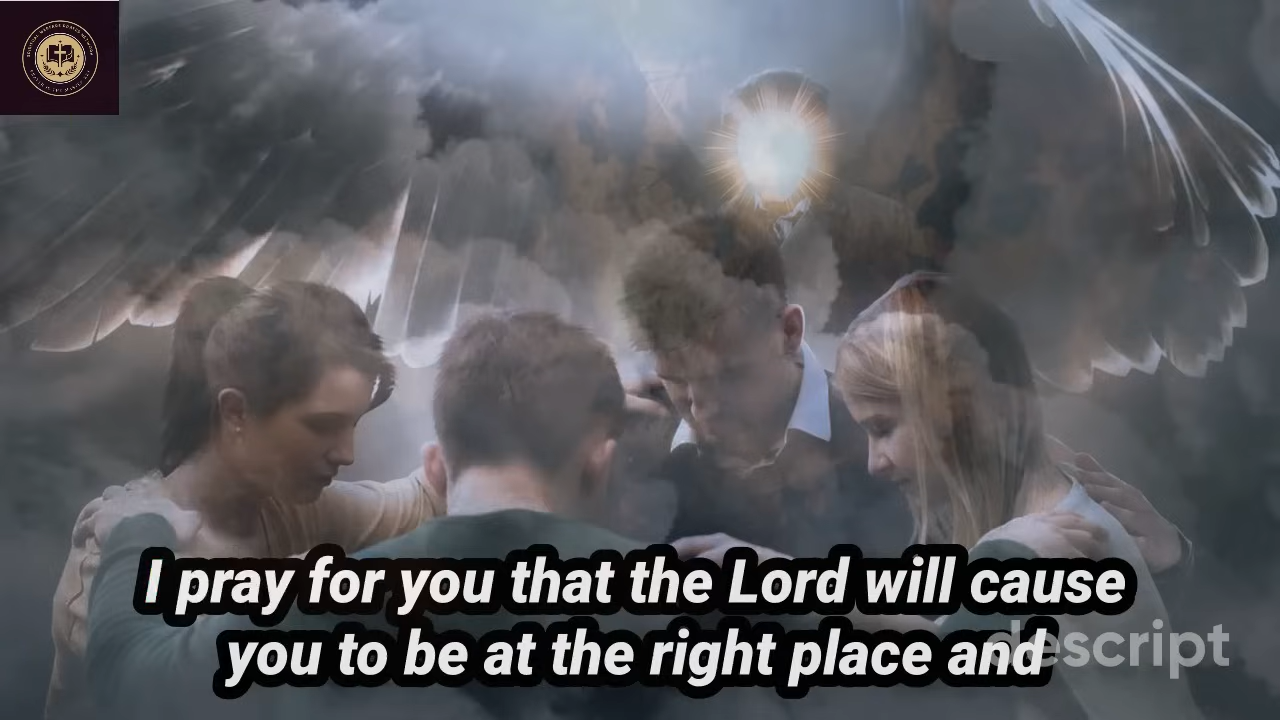 I pray for you that the Lord will cause
you to be at the right place and
descript